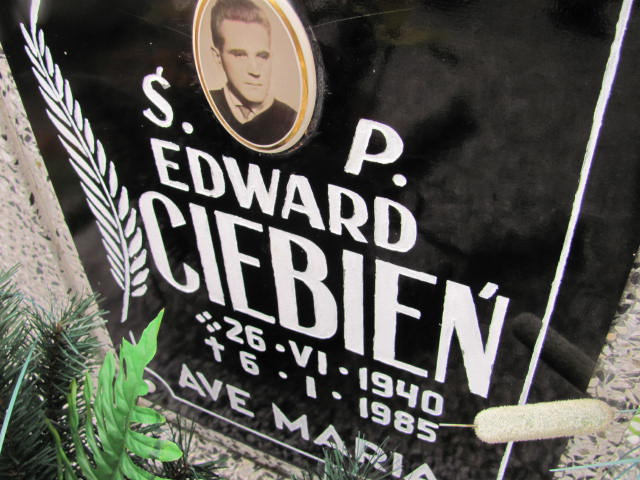 Ś. P.
EDWARD
CIEBIEŃ
* 26·VI·1940
† 6·I·1985
AVE MARIA